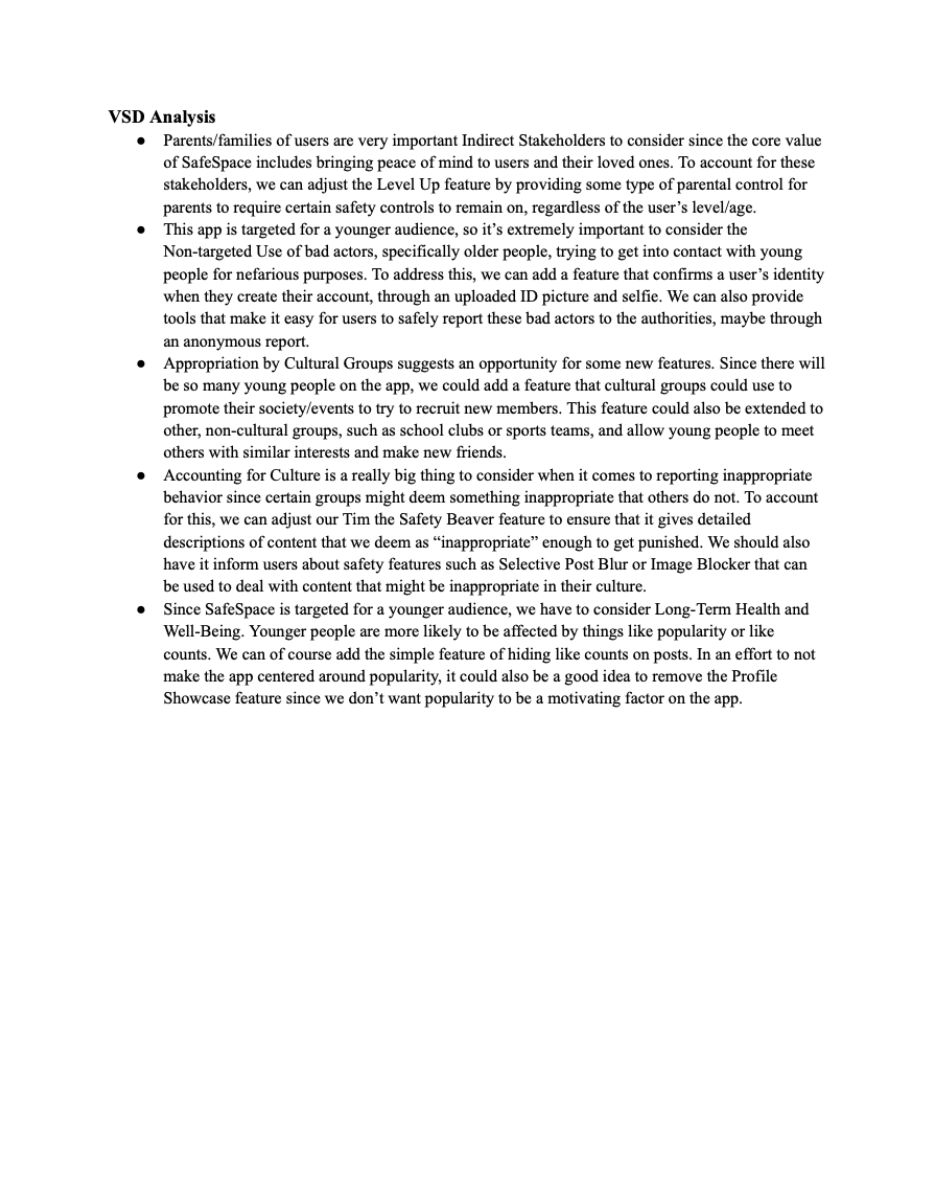 VSD Analysis
● Parents/families of users are very important Indirect Stakeholders to consider since the core value
of SafeSpace includes bringing peace of mind to users and their loved ones. To account for these
stakeholders, we can adjust the Level Up feature by providing some type of parental control for
parents to require certain safety controls to remain on, regardless of the user’s level/age.
● This app is targeted for a younger audience, so it’s extremely important to consider the
Non-targeted Use of bad actors, specifically older people, trying to get into contact with young
people for nefarious purposes. To address this, we can add a feature that confirms a user’s identity
when they create their account, through an uploaded ID picture and selfie. We can also provide
tools that make it easy for users to safely report these bad actors to the authorities, maybe through
an anonymous report.
● Appropriation by Cultural Groups suggests an opportunity for some new features. Since there will
be so many young people on the app, we could add a feature that cultural groups could use to
promote their society/events to try to recruit new members. This feature could also be extended to
other, non-cultural groups, such as school clubs or sports teams, and allow young people to meet
others with similar interests and make new friends.
● Accounting for Culture is a really big thing to consider when it comes to reporting inappropriate
behavior since certain groups might deem something inappropriate that others do not. To account
for this, we can adjust our Tim the Safety Beaver feature to ensure that it gives detailed
descriptions of content that we deem as “inappropriate” enough to get punished. We should also
have it inform users about safety features such as Selective Post Blur or Image Blocker that can
be used to deal with content that might be inappropriate in their culture.
● Since SafeSpace is targeted for a younger audience, we have to consider Long-Term Health and
Well-Being. Younger people are more likely to be affected by things like popularity or like
counts. We can of course add the simple feature of hiding like counts on posts. In an effort to not
make the app centered around popularity, it could also be a good idea to remove the Profile
Showcase feature since we don’t want popularity to be a motivating factor on the app.